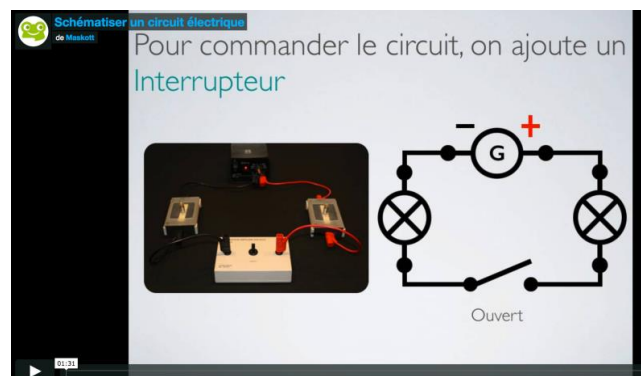 Schématiser un circuit électrique
de Maskott
Pour commander le circuit, on ajoute un
Interrupteur
− +
G
Ouvert
01:31